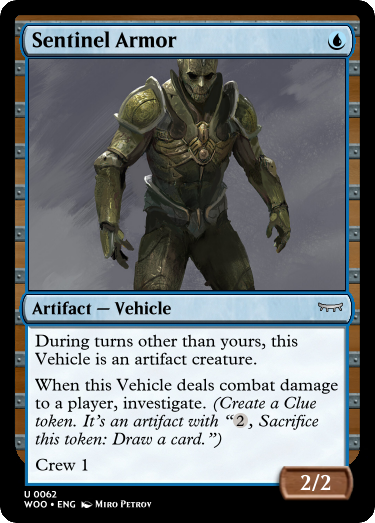 Sentinel Armor
Artifact — Vehicle
During turns other than yours, this
Vehicle is an artifact creature.
When this Vehicle deals combat damage
to a player, investigate. (Create a Clue
token. It's an artifact with “2, Sacrifice
this token: Draw a card.”)
Crew 1
2/2
U 0062
WOO • ENG Miro Petrov